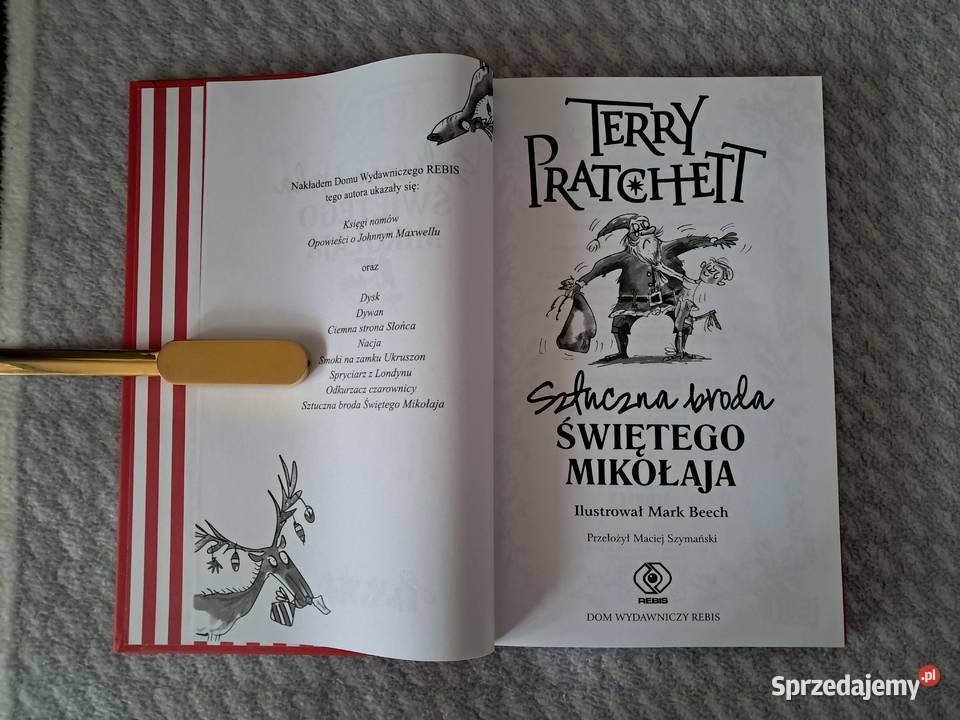 Nakładem Domu Wydawniczego REBIS
tego autora ukazały się:
Księgi nomów
Opowieści o Johnnym Maxwellu
oraz
Dysk
Dywan
Ciemna strona Słońca
Nacja
Smoki na zamku Ukruszon
Spryciarz z Londynu
Odkurzacz czarownicy
Sztuczna broda Świętego Mikołaja
TERRY
PRATCHETT
Sztuczna broda
ŚWIĘTEGO
MIKOŁAJA
Ilustrował Mark Beech
Przełożył Maciej Szymański
REBIS
DOM WYDAWNICZY REBIS
Sprzedajemy.pl